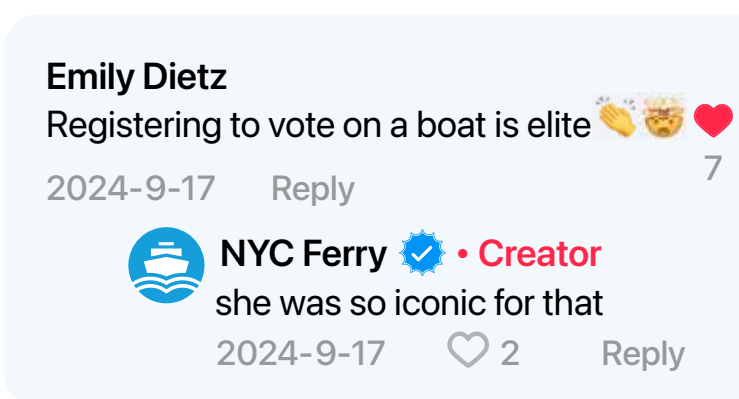 Emily Dietz
Registering to vote on a boat is elite👏🤯
7
2024-9-17 Reply
NYC Ferry • Creator
she was so iconic for that
2024-9-17 2 Reply